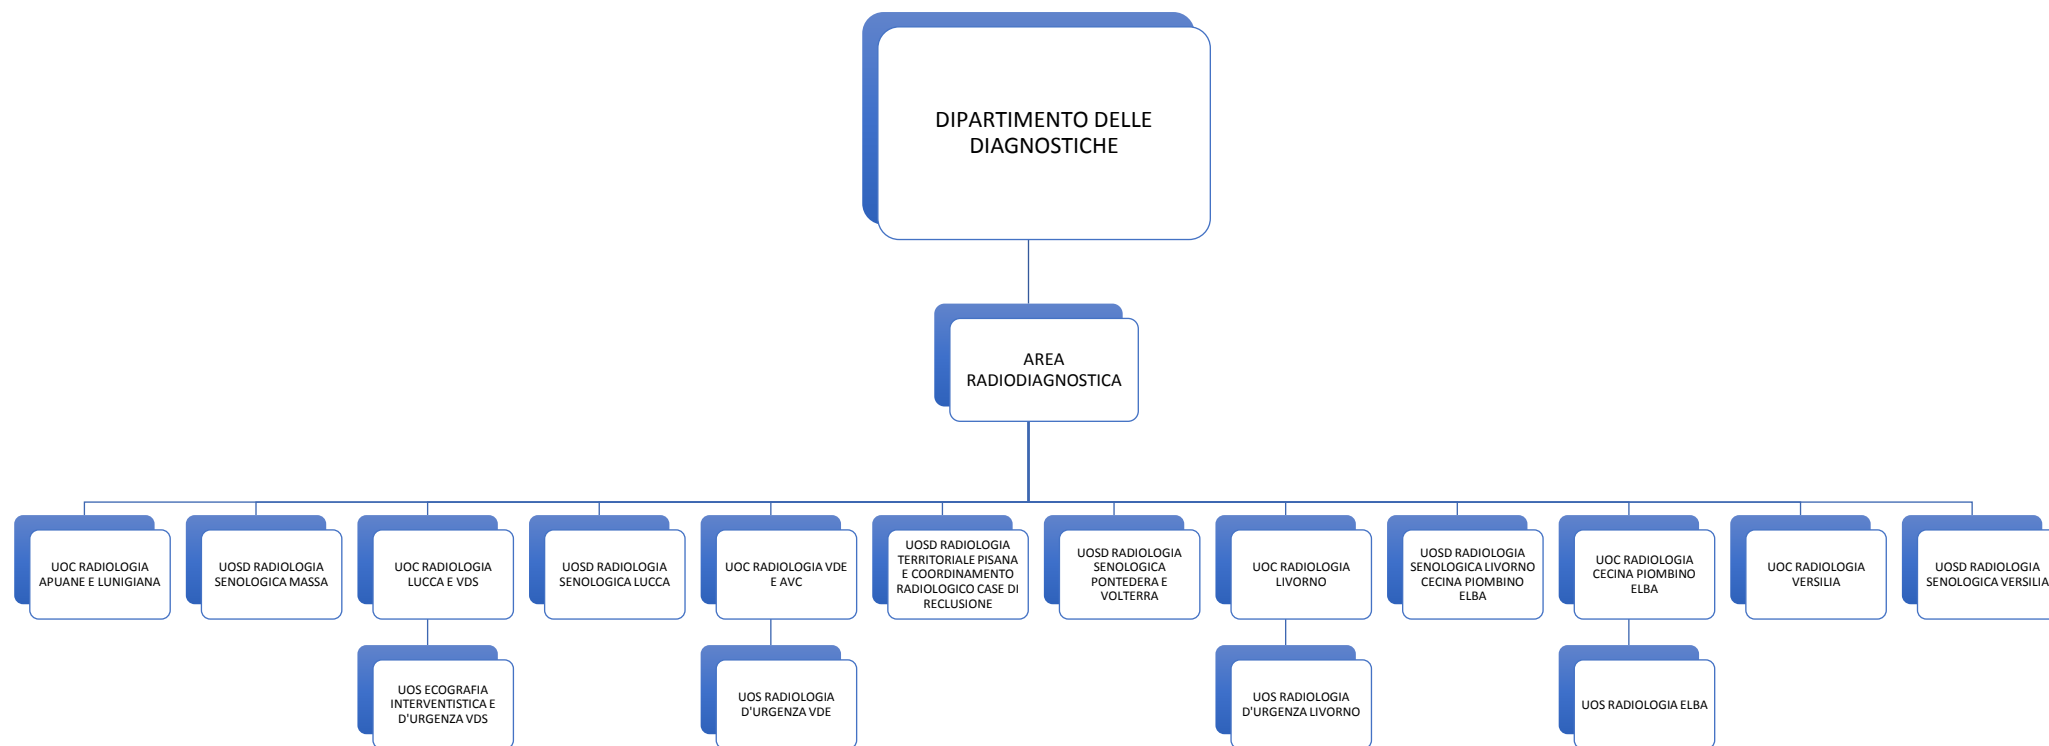 DIPARTIMENTO DELLE
DIAGNOSTICHE
AREA
RADIODIAGNOSTICA
UOC RADIOLOGIA
APUANE E LUNIGIANA
UOSD RADIOLOGIA
SENOLOGICA MASSA
UOC RADIOLOGIA
LUCCA E VDS
UOSD RADIOLOGIA
SENOLOGICA LUCCA
UOC RADIOLOGIA VDE
E AVC
UOSD RADIOLOGIA
TERRITORIALE PISANA
E COORDINAMENTO
RADIOLOGICO CASE DI
RECLUSIONE
UOSD RADIOLOGIA
SENOLOGICA
PONTEDERA E
VOLTERRA
UOC RADIOLOGIA
LIVORNO
UOSD RADIOLOGIA
SENOLOGICA LIVORNO
CECINA PIOMBINO
ELBA
UOC RADIOLOGIA
CECINA PIOMBINO
ELBA
UOC RADIOLOGIA
VERSILIA
UOSD RADIOLOGIA
SENOLOGICA VERSILIA
UOS ECOGRAFIA
INTERVENTISTICA E
D'URGENZA VDS
UOS RADIOLOGIA
D'URGENZA VDE
UOS RADIOLOGIA
D'URGENZA LIVORNO
UOS RADIOLOGIA ELBA